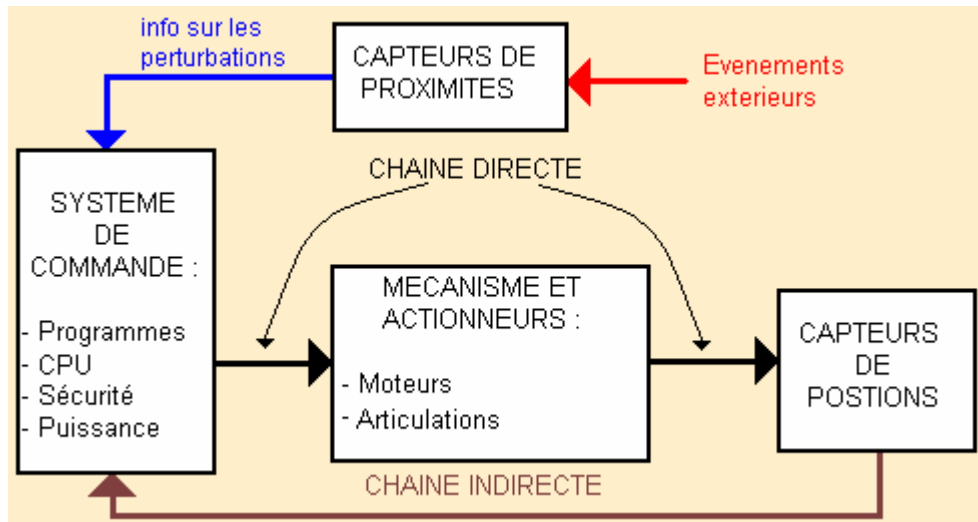 info sur les
perturbations
CAPTEURS DE
PROXIMITES
Evenements
exterieurs
CHAINE DIRECTE
SYSTEME
DE
COMMANDE :
- Programmes
- CPU
- Sécurité
- Puissance
MECANISME ET
ACTIONNEURS :
- Moteurs
- Articulations
CAPTEURS
DE
POSTIONS
CHAINE INDIRECTE